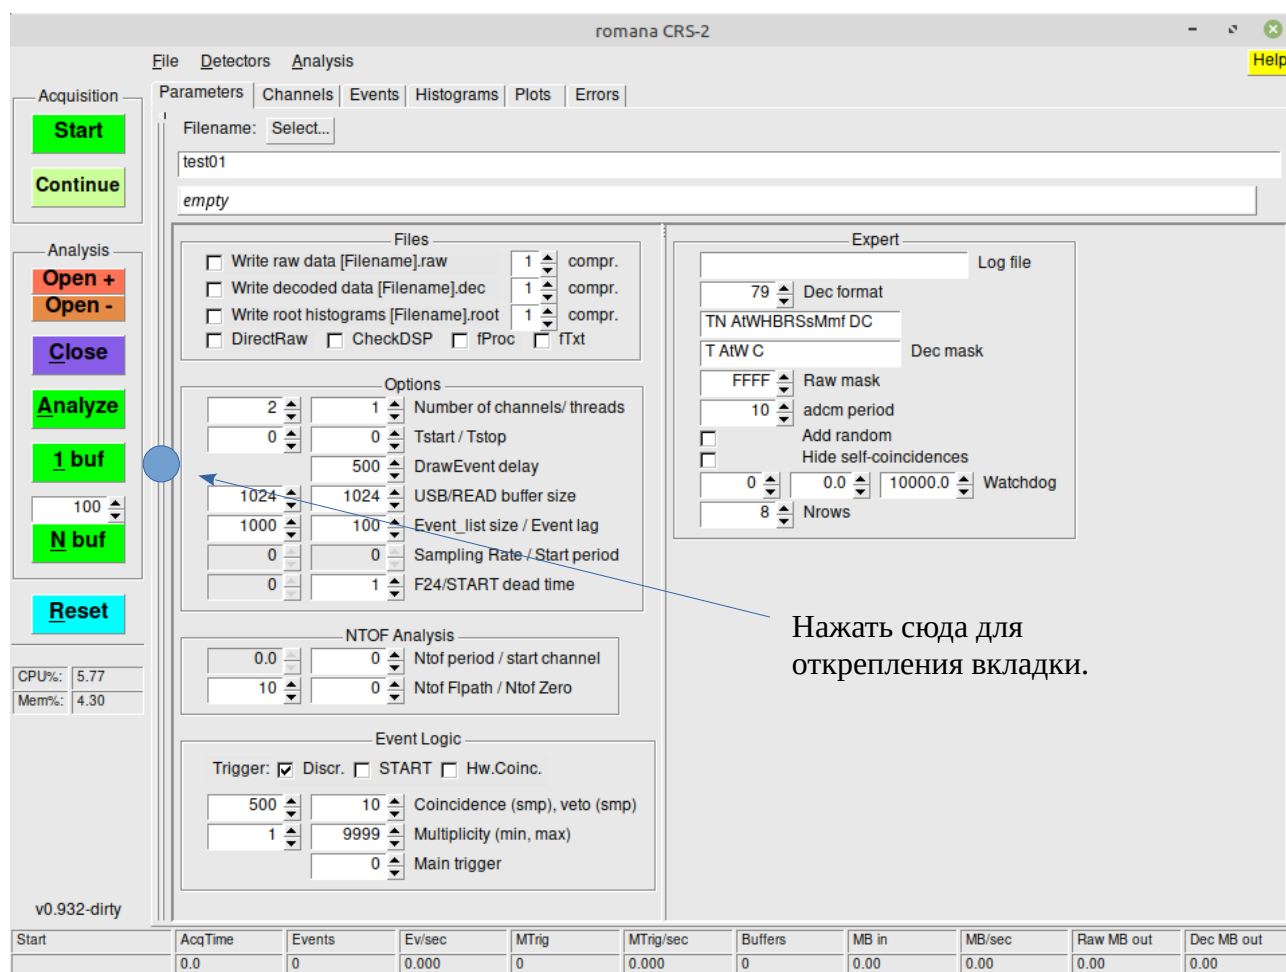 romana CRS-2
File Detectors Analysis
Help
Parameters Channels Events Histograms Plots Errors
Acquisition
Start
Continue
Analysis
Open +
Open -
Close
Analyze
1 buf
100
N buf
Reset
CPU%: 5.77
Mem%: 4.30
v0.932-dirty
Filename: Select...
test01
empty
Files
Write raw data [Filename].raw 1 compr.
Write decoded data [Filename].dec 1 compr.
Write root histograms [Filename].root 1 compr.
DirectRaw CheckDSP fProc fTxt
Options
2 1 Number of channels/ threads
0 0 Tstart / Tstop
500 DrawEvent delay
1024 1024 USB/READ buffer size
1000 100 Event_list size / Event lag
0 0 Sampling Rate / Start period
0 1 F24/START dead time
NTOF Analysis
0.0 0 Ntof period / start channel
10 0 Ntof Flpath / Ntof Zero
Event Logic
Trigger: Discr. START Hw.Coinc.
500 10 Coincidence (smp), veto (smp)
1 9999 Multiplicity (min, max)
0 Main trigger
Expert
Log file
79 Dec format
TN AtWHBRSsMmf DC
T AtW C Dec mask
FFFF Raw mask
10 adcm period
Add random
Hide self-coincidences
0 0.0 10000.0 Watchdog
8 Nrows
Нажать сюда для
открепления вкладки.
Start AcqTime Events Ev/sec MTrig MTrig/sec Buffers MB in MB/sec Raw MB out Dec MB out
0.0 0 0.000 0 0.000 0 0.00 0.00 0.00 0.00